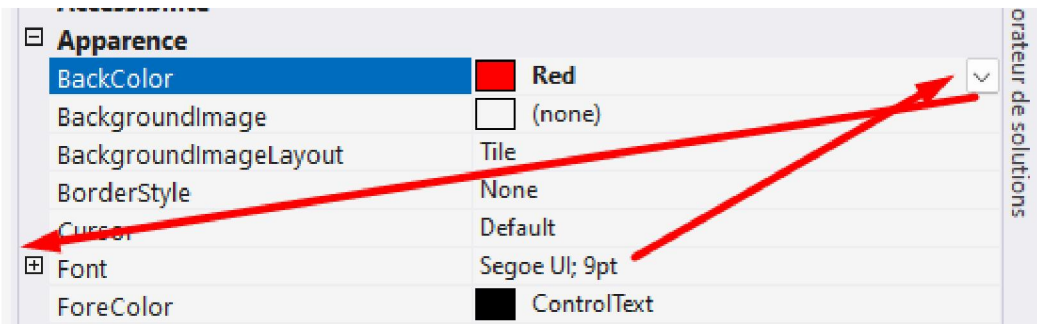 Apparence
BackColor Red
BackgroundImage (none)
BackgroundImageLayout Tile
BorderStyle None
Cursor Default
Font Segoe UI; 9pt
ForeColor ControlText
orateur de solutions